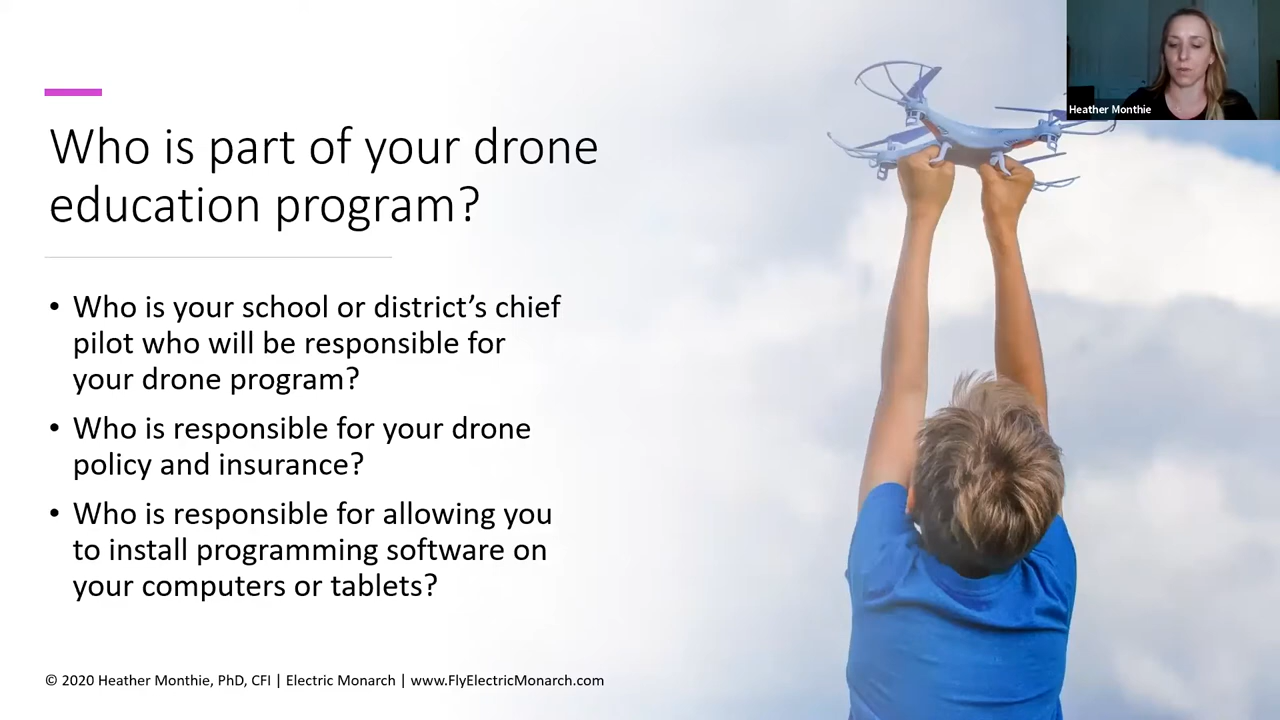 Heather Monthie
Who is part of your drone
education program?
• Who is your school or district’s chief
pilot who will be responsible for
your drone program?
• Who is responsible for your drone
policy and insurance?
• Who is responsible for allowing you
to install programming software on
your computers or tablets?
© 2020 Heather Monthie, PhD, CFI | Electric Monarch | www.FlyElectricMonarch.com